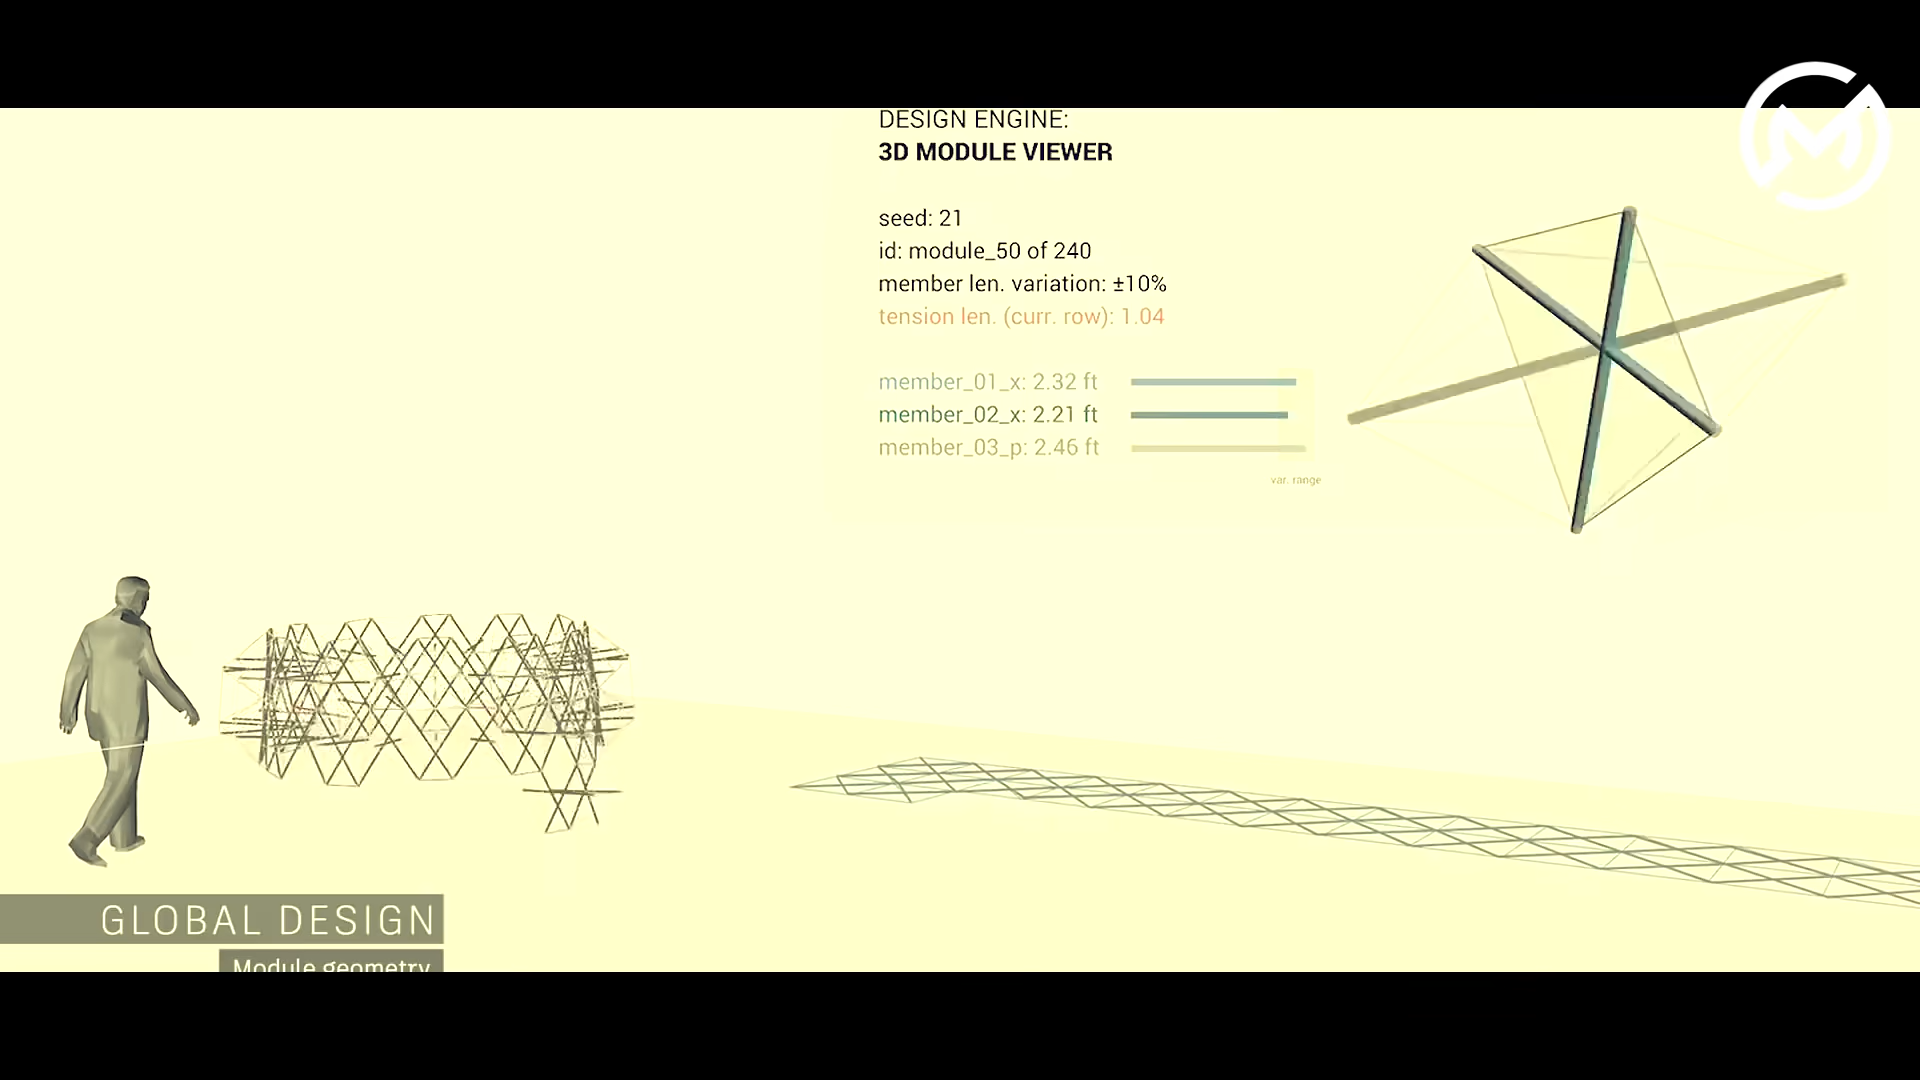 DESIGN ENGINE:
3D MODULE VIEWER
seed: 21
id: module_50 of 240
member len. variation: ±10%
tension len. (curr. row): 1.04
member_01_x: 2.32 ft
member_02_x: 2.21 ft
member_03_p: 2.46 ft
var. range
GLOBAL DESIGN
Module geometry